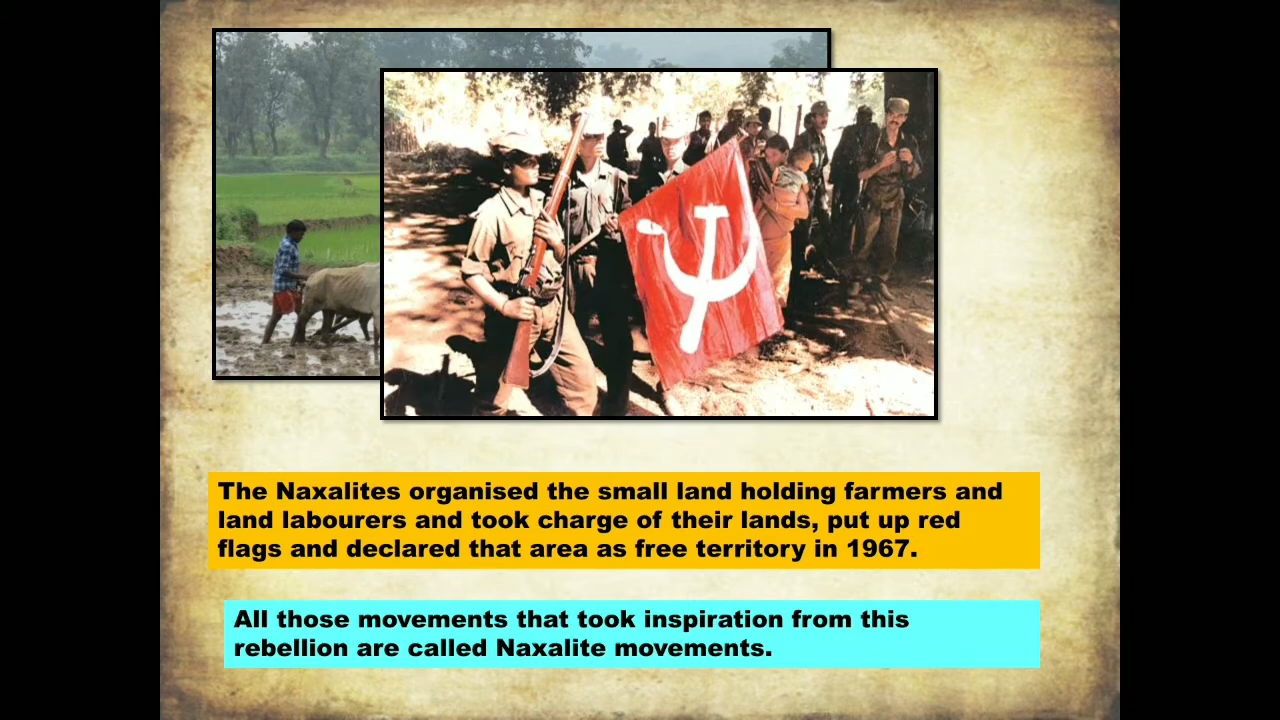 The Naxalites organised the small land holding farmers and
land labourers and took charge of their lands, put up red
flags and declared that area as free territory in 1967.
All those movements that took inspiration from this
rebellion are called Naxalite movements.